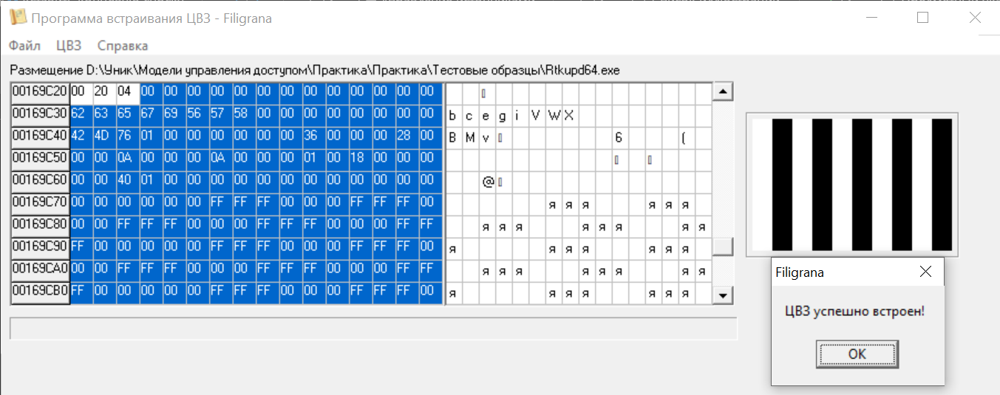 Программа встраивания ЦВЗ - Filigrana
Файл ЦВЗ Справка
Размещение D:\Уник\Модели управления доступом\Практика\Практика\Тестовые образцы\Rtkupd64.exe
00169C20 00 20 04 00 00 00 00 00 00 00 00 00 00 00 00 00
00169C30 62 63 65 67 69 56 57 58 00 00 00 00 00 00 00 00 b c e g i V W X
00169C40 42 4D 76 01 00 00 00 00 00 00 36 00 00 00 28 00 B M v 6 (
00169C50 00 00 0A 00 00 00 0A 00 00 00 01 00 18 00 00 00
00169C60 00 00 40 01 00 00 00 00 00 00 00 00 00 00 00 00 @
00169C70 00 00 00 00 00 00 FF FF FF 00 00 00 FF FF FF 00 я я я я я я
00169C80 00 00 FF FF FF 00 00 00 FF FF FF 00 00 00 FF FF я я я я я я я я
00169C90 FF 00 00 00 00 00 FF FF FF 00 00 00 FF FF FF 00 я я я я я я я
00169CA0 00 00 FF FF FF 00 00 00 FF FF FF 00 00 00 FF FF я я я я я я я я
00169CB0 FF 00 00 00 00 00 FF FF FF 00 00 00 FF FF FF 00 я я я я я я я
Filigrana
ЦВЗ успешно встроен!
OK